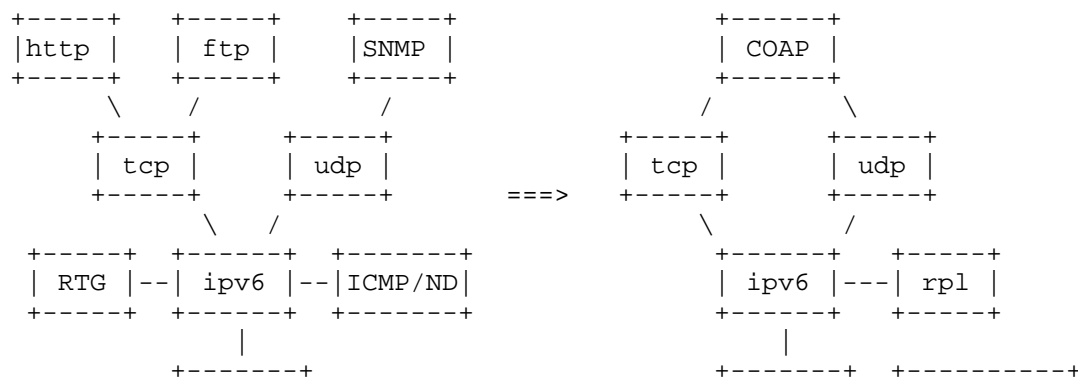 http ftp SNMP COAP
tcp udp ===> tcp udp
RTG -- ipv6 -- ICMP/ND ipv6 --- rpl